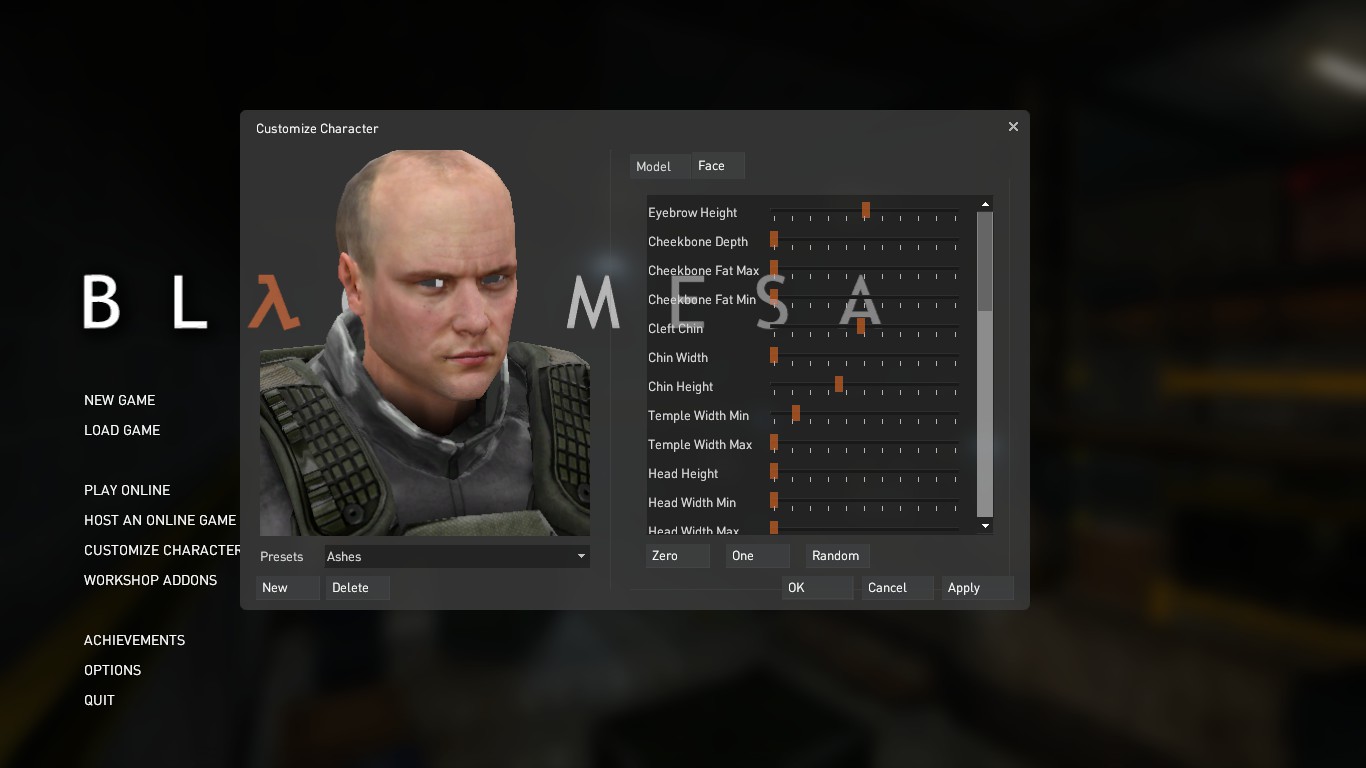 Customize Character
Model
Face
Eyebrow Height
Cheekbone Depth
Cheekbone Fat Max
Cheekbone Fat Min
Cleft Chin
Chin Width
Chin Height
Temple Width Min
Temple Width Max
Head Height
Head Width Min
Head Width Max
Zero
One
Random
Presets
Ashes
New
Delete
OK
Cancel
Apply
B L λ M E S A
NEW GAME
LOAD GAME
PLAY ONLINE
HOST AN ONLINE GAME
CUSTOMIZE CHARACTER
WORKSHOP ADDONS
ACHIEVEMENTS
OPTIONS
QUIT